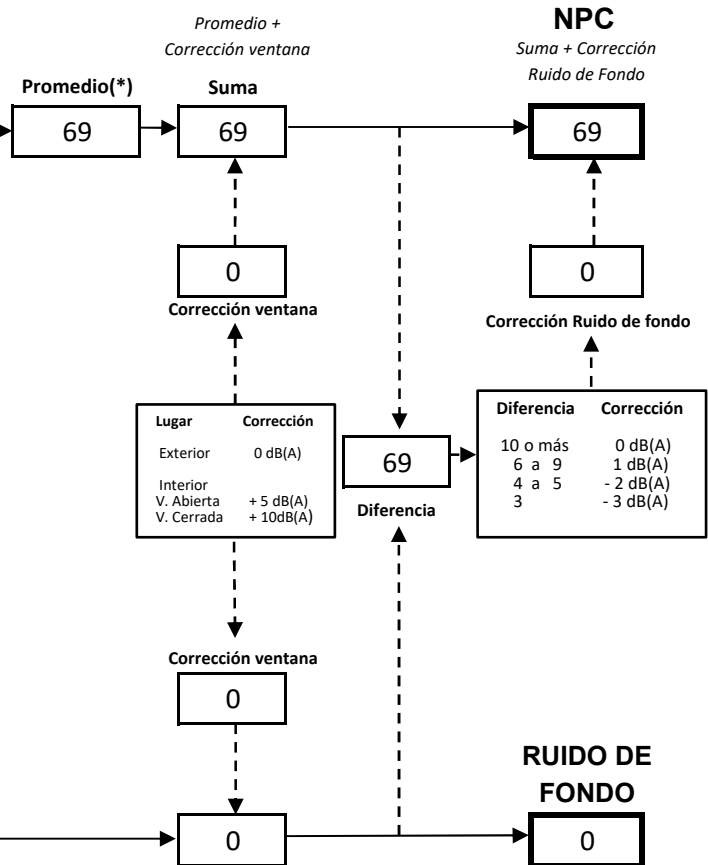 Promedio +
Corrección ventana
NPC
Suma + Corrección
Ruido de Fondo
Promedio(*)
Suma
69
69
69
0
Corrección ventana
0
Corrección Ruido de fondo
Lugar Corrección
Exterior 0 dB(A)
Interior
V. Abierta + 5 dB(A)
V. Cerrada + 10dB(A)
69
Diferencia
Diferencia Corrección
10 o más 0 dB(A)
6 a 9 1 dB(A)
4 a 5 - 2 dB(A)
3 - 3 dB(A)
Corrección ventana
0
RUIDO DE
FONDO
0
0